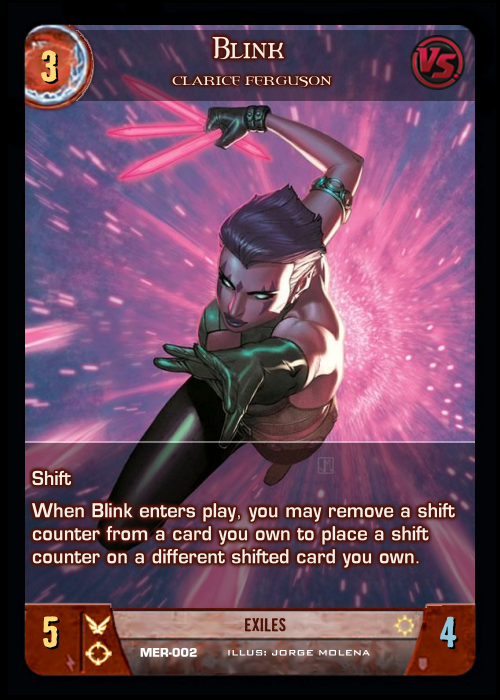 3
BLINK
VS
CLARICE FERGUSON
Shift
When Blink enters play, you may remove a shift
counter from a card you own to place a shift
counter on a different shifted card you own.
5
EXILES
4
MER-002 ILLUS: JORGE MOLENA